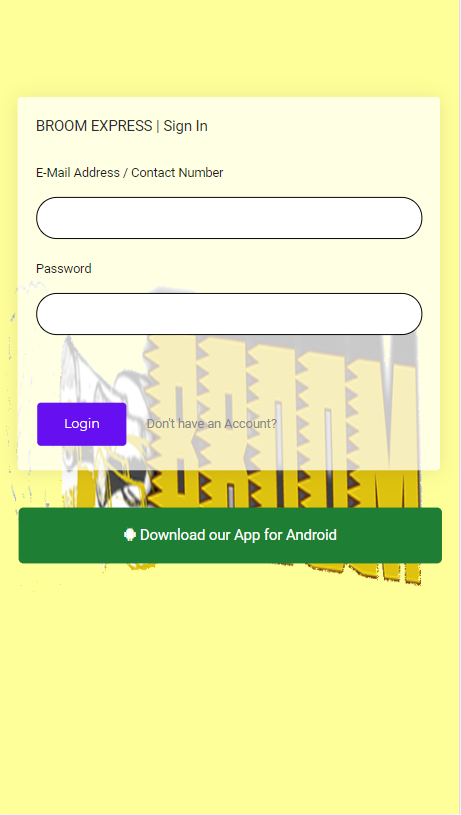 BROOM EXPRESS | Sign In
E-Mail Address / Contact Number
Password
Login
Don't have an Account?
BROOM
Download our App for Android